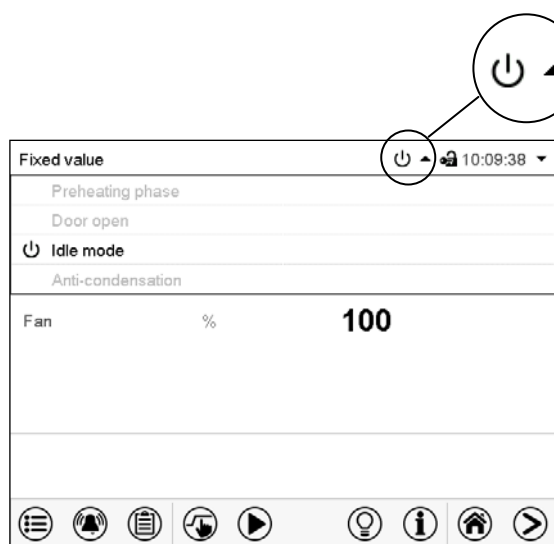 Fixed value 10:09:38
Preheating phase
Door open
Idle mode
Anti-condensation
Fan % 100